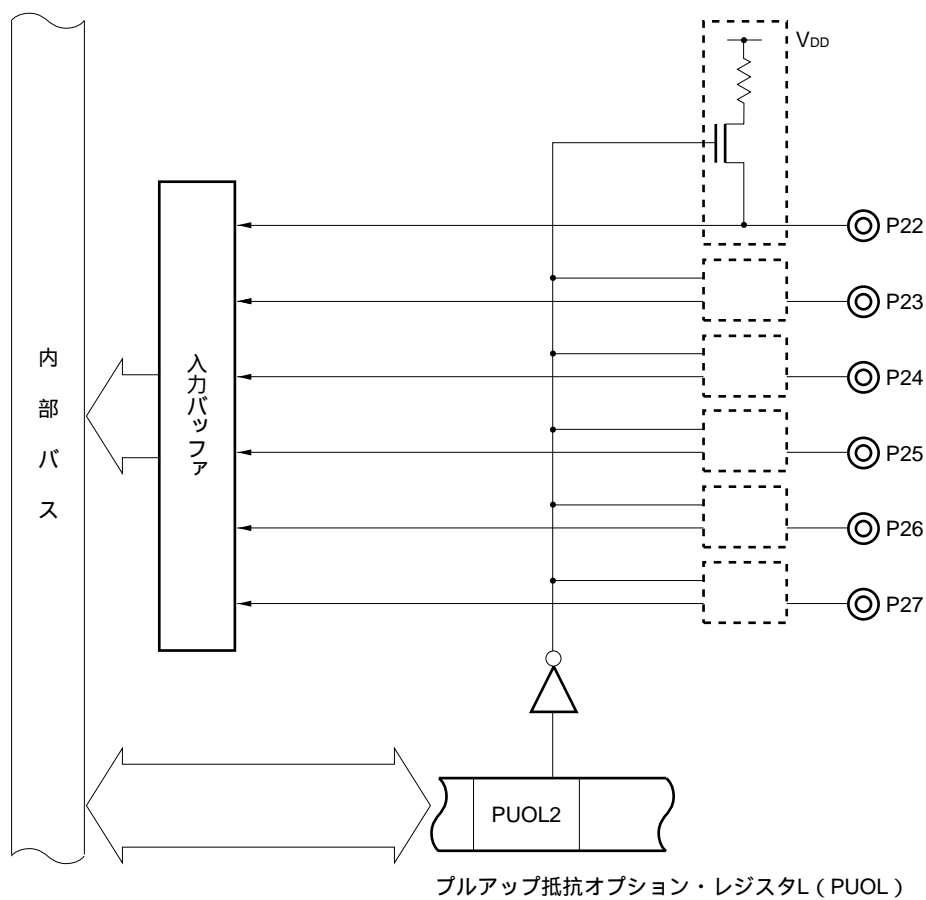 VDD
P22
P23
P24
P25
P26
P27
内部バス
入力バッファ
PUOL2
プルアップ抵抗オプション・レジスタL（PUOL）